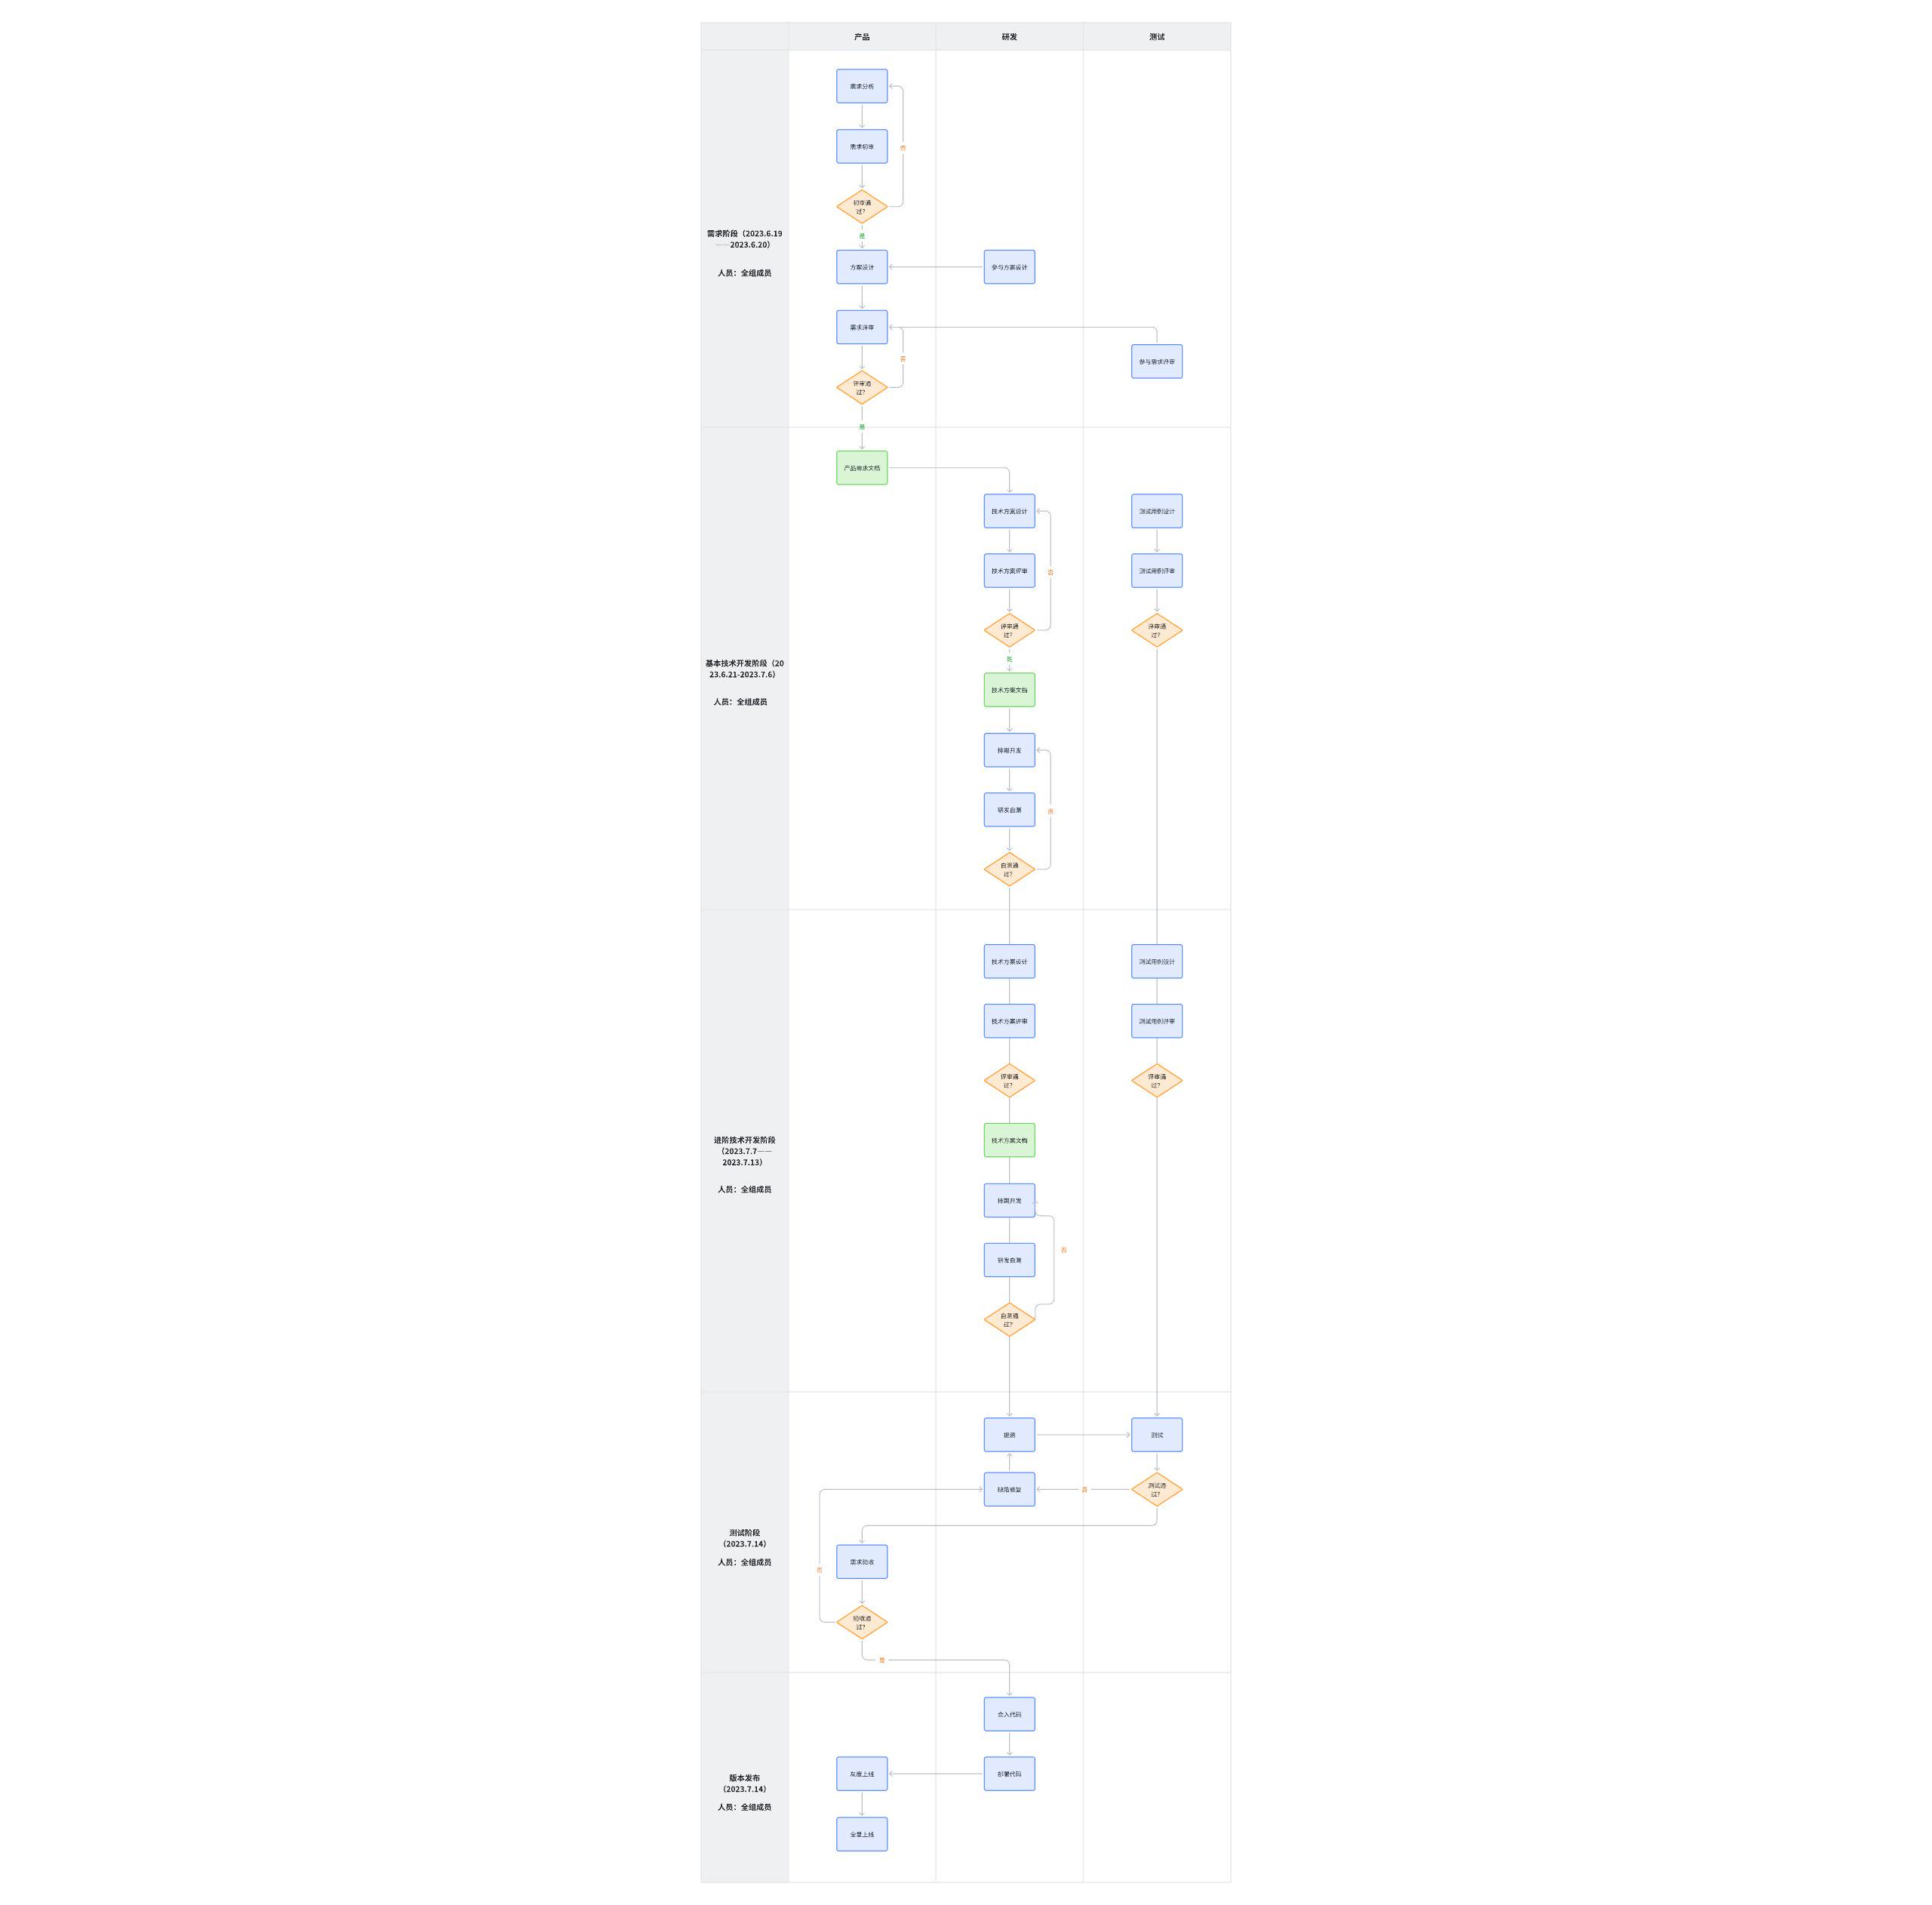 产品
研发
测试
需求分析
需求初审
否
初审通
过?
是
需求阶段（2023.6.19
——2023.6.20）
人员：全组成员
方案设计
参与方案设计
需求评审
否
参与需求评审
评审通
过?
是
产品需求文档
技术方案设计
测试用例设计
技术方案评审
测试用例评审
否
评审通
过?
评审通
过?
是
基本技术开发阶段（20
23.6.21-2023.7.6）
人员：全组成员
技术方案文档
排期开发
研发自测
否
自测通
过?
技术方案设计
测试用例设计
技术方案评审
测试用例评审
评审通
过?
评审通
过?
技术方案文档
进阶技术开发阶段
（2023.7.7——
2023.7.13）
人员：全组成员
排期开发
否
研发自测
自测通
过?
提测
测试
缺陷修复
否
测试通
过?
测试阶段
（2023.7.14）
人员：全组成员
需求验收
否
验收通
过?
是
合入代码
版本发布
（2023.7.14）
人员：全组成员
灰度上线
部署代码
全量上线